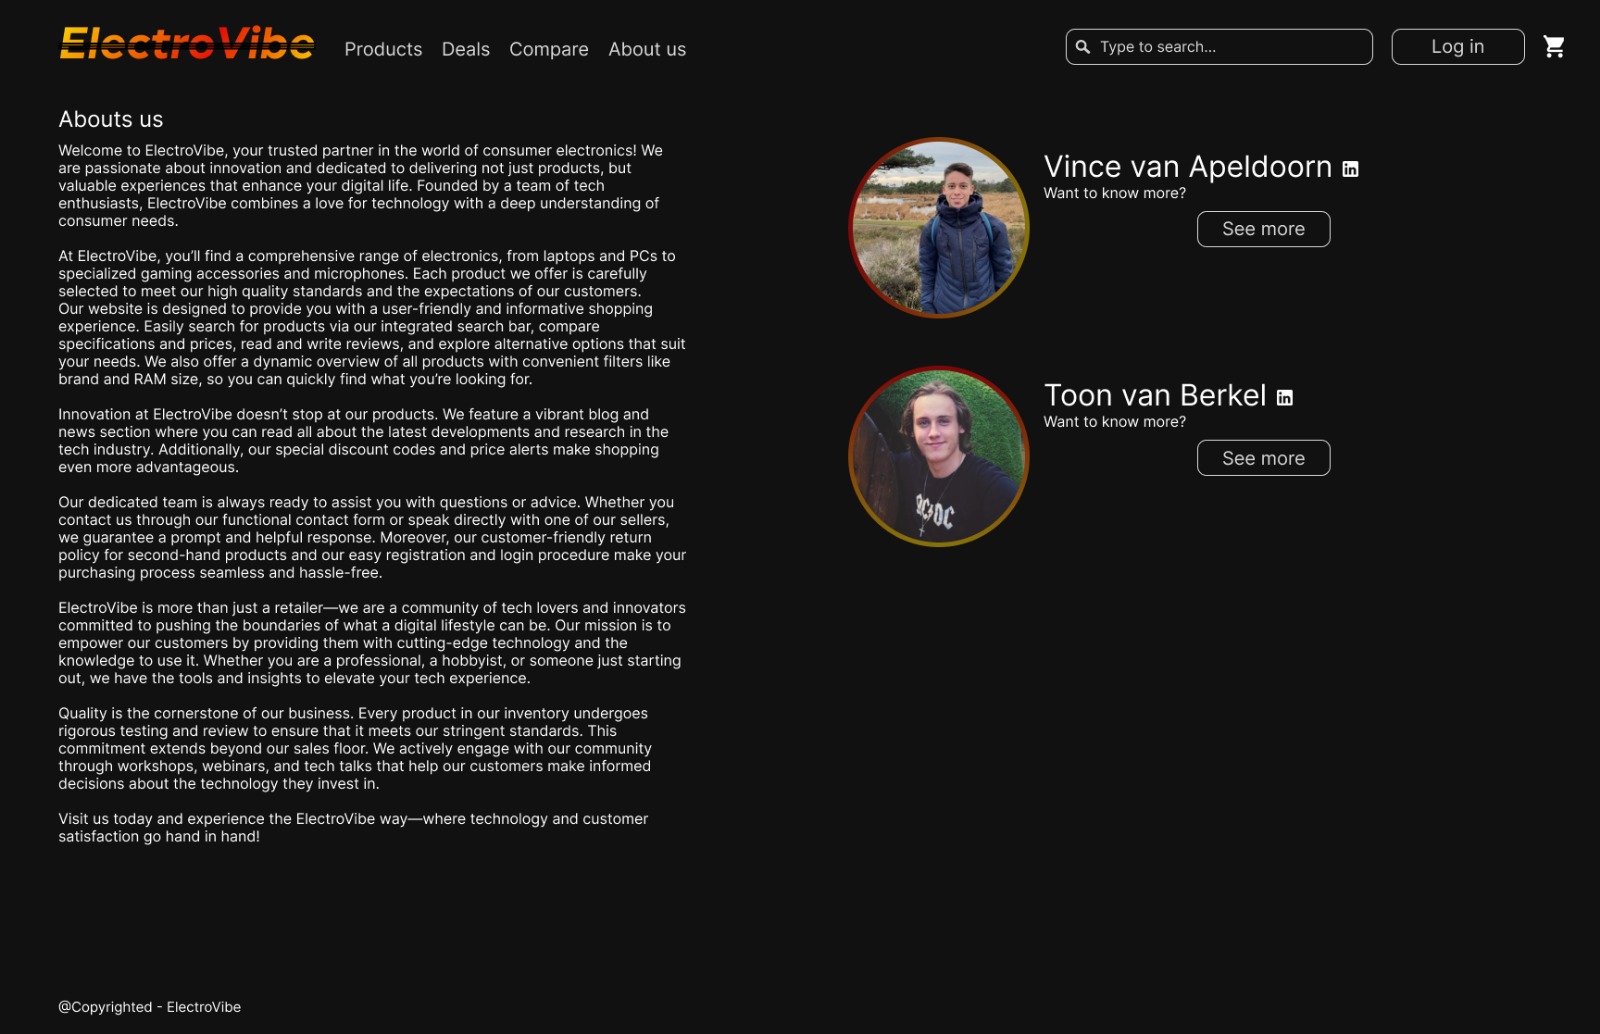 ElectroVibe
Products Deals Compare About us
Type to search...
Log in
Abouts us
Welcome to ElectroVibe, your trusted partner in the world of consumer electronics! We
are passionate about innovation and dedicated to delivering not just products, but
valuable experiences that enhance your digital life. Founded by a team of tech
enthusiasts, ElectroVibe combines a love for technology with a deep understanding of
consumer needs.
At ElectroVibe, you’ll find a comprehensive range of electronics, from laptops and PCs to
specialized gaming accessories and microphones. Each product we offer is carefully
selected to meet our high quality standards and the expectations of our customers.
Our website is designed to provide you with a user-friendly and informative shopping
experience. Easily search for products via our integrated search bar, compare
specifications and prices, read and write reviews, and explore alternative options that suit
your needs. We also offer a dynamic overview of all products with convenient filters like
brand and RAM size, so you can quickly find what you’re looking for.
Innovation at ElectroVibe doesn’t stop at our products. We feature a vibrant blog and
news section where you can read all about the latest developments and research in the
tech industry. Additionally, our special discount codes and price alerts make shopping
even more advantageous.
Our dedicated team is always ready to assist you with questions or advice. Whether you
contact us through our functional contact form or speak directly with one of our sellers,
we guarantee a prompt and helpful response. Moreover, our customer-friendly return
policy for second-hand products and our easy registration and login procedure make your
purchasing process seamless and hassle-free.
ElectroVibe is more than just a retailer—we are a community of tech lovers and innovators
committed to pushing the boundaries of what a digital lifestyle can be. Our mission is to
empower our customers by providing them with cutting-edge technology and the
knowledge to use it. Whether you are a professional, a hobbyist, or someone just starting
out, we have the tools and insights to elevate your tech experience.
Quality is the cornerstone of our business. Every product in our inventory undergoes
rigorous testing and review to ensure that it meets our stringent standards. This
commitment extends beyond our sales floor. We actively engage with our community
through workshops, webinars, and tech talks that help our customers make informed
decisions about the technology they invest in.
Visit us today and experience the ElectroVibe way—where technology and customer
satisfaction go hand in hand!
Vince van Apeldoorn in
Want to know more?
See more
Toon van Berkel in
Want to know more?
See more
AC/DC
@Copyrighted - ElectroVibe